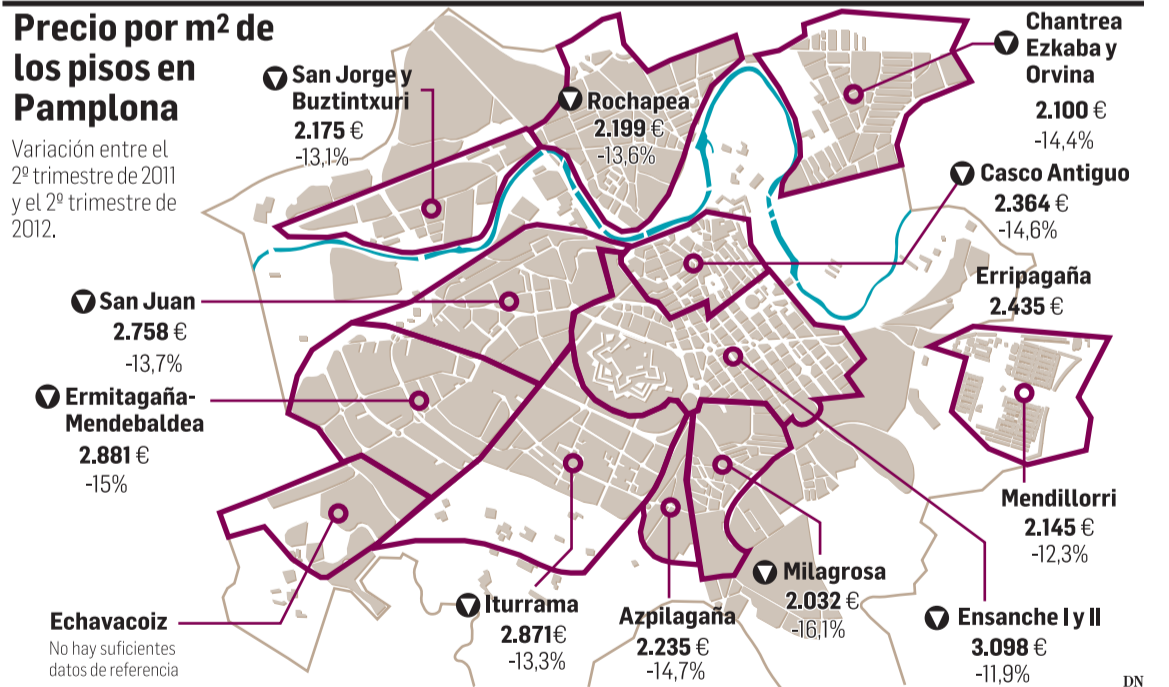 Precio por m² de
los pisos en
Pamplona
Variación entre el
2º trimestre de 2011
y el 2º trimestre de
2012.
San Jorge y
Buztintxuri
2.175 €
-13,1%
Rochapea
2.199 €
-13,6%
Chantrea
Ezkaba y
Orvina
2.100 €
-14,4%
Casco Antiguo
2.364 €
-14,6%
Erripagaña
2.435 €
San Juan
2.758 €
-13,7%
Ermitagaña-
Mendebaldea
2.881 €
-15%
Mendillorri
2.145 €
-12,3%
Echavacoiz
No hay suficientes
datos de referencia
Iturrama
2.871€
-13,3%
Azpilagaña
2.235 €
-14,7%
Milagrosa
2.032 €
-16,1%
Ensanche I y II
3.098 €
-11,9%
DN